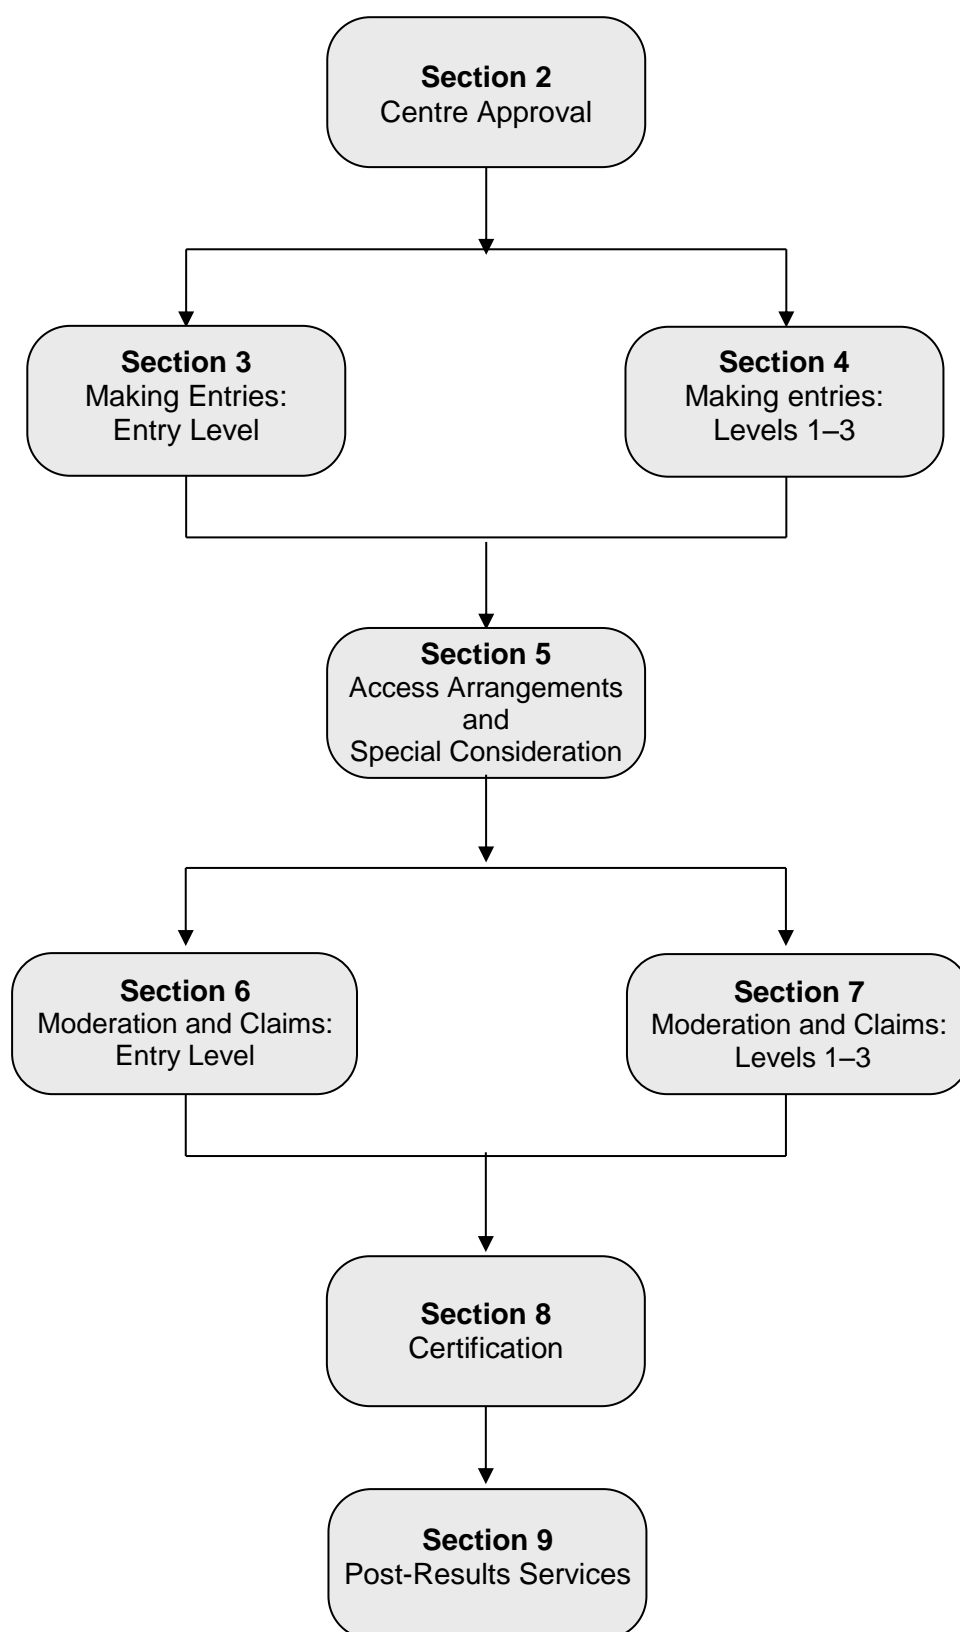 Section 2
Centre Approval
Section 3
Making Entries:
Entry Level
Section 4
Making entries:
Levels 1–3
Section 5
Access Arrangements
and
Special Consideration
Section 6
Moderation and Claims:
Entry Level
Section 7
Moderation and Claims:
Levels 1–3
Section 8
Certification
Section 9
Post-Results Services